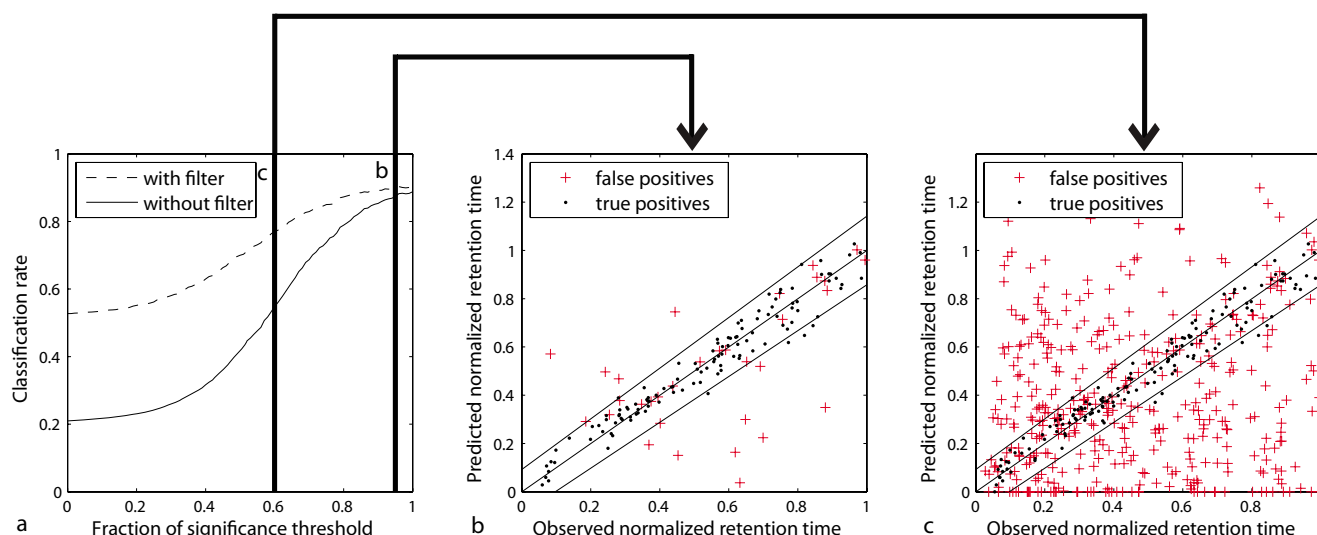 1
0.8
0.6
0.4
0.2
0
0 0.2 0.4 0.6 0.8 1
Classification rate
Fraction of significance threshold
with filter
without filter
c
b
a
1.4
1.2
1
0.8
0.6
0.4
0.2
0
0 0.2 0.4 0.6 0.8 1
Predicted normalized retention time
Observed normalized retention time
false positives
true positives
b
1.4
1.2
1
0.8
0.6
0.4
0.2
0
0 0.2 0.4 0.6 0.8 1
Predicted normalized retention time
Observed normalized retention time
false positives
true positives
c